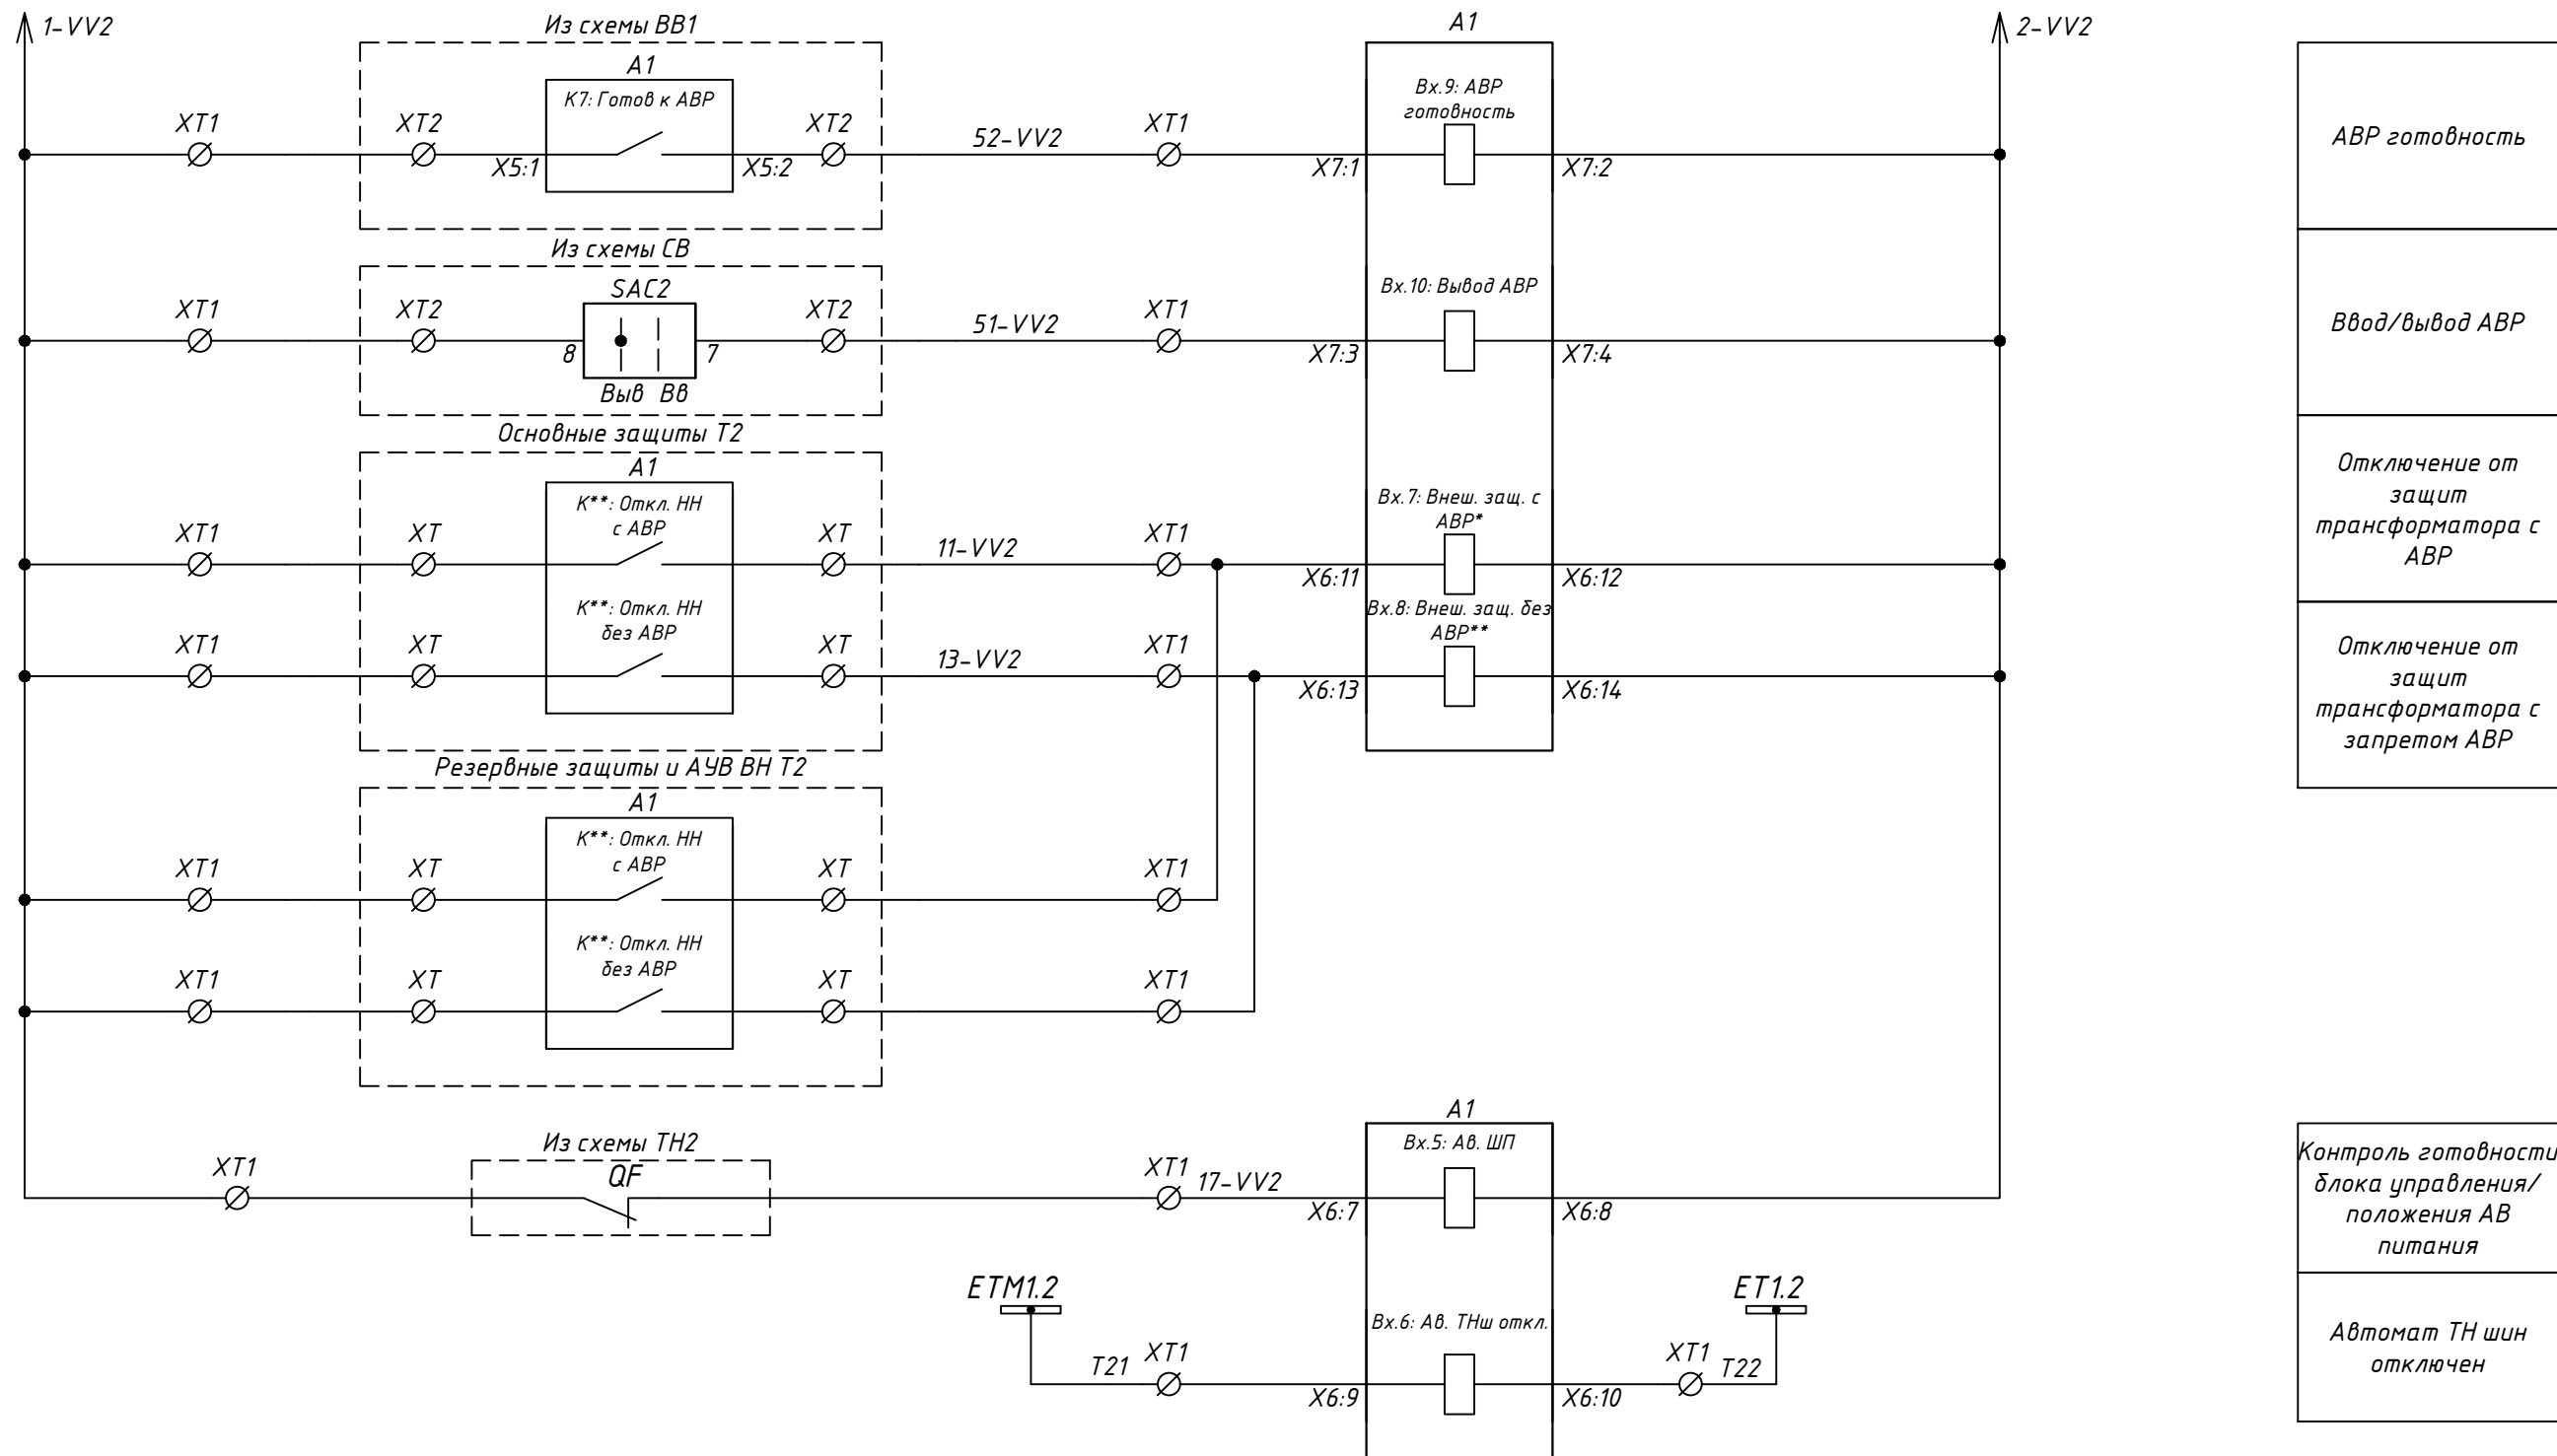 1-VV2
Из схемы ВВ1
A1
2-VV2
A1
К7: Готов к АВР
Вх.9: АВР
готовность
XT1
XT2
XT2
52-VV2
XT1
X5:1
X5:2
X7:1
X7:2
АВР готовность
Из схемы СВ
SAC2
Вх.10: Вывод АВР
XT1
XT2
XT2
51-VV2
XT1
8
7
X7:3
X7:4
Выв Вв
Ввод/вывод АВР
Основные защиты Т2
A1
К**: Откл. НН
с АВР
Вх.7: Внеш. защ. с
АВР*
XT1
XT
XT
11-VV2
XT1
X6:11
X6:12
Отключение от
защит
трансформатора с
АВР
К**: Откл. НН
без АВР
Вх.8: Внеш. защ. без
АВР**
XT1
XT
XT
13-VV2
XT1
X6:13
X6:14
Отключение от
защит
трансформатора с
запретом АВР
Резервные защиты и АУВ ВН Т2
A1
К**: Откл. НН
с АВР
XT1
XT
XT
XT1
К**: Откл. НН
без АВР
XT1
XT
XT
XT1
A1
Из схемы ТН2
Вх.5: Ав. ШП
XT1
QF
XT1
17-VV2
X6:7
X6:8
Контроль готовности
блока управления/
положения АВ
питания
ETM1.2
ET1.2
Вх.6: Ав. ТНш откл.
T21
XT1
XT1
T22
X6:9
X6:10
Автомат ТН шин
отключен